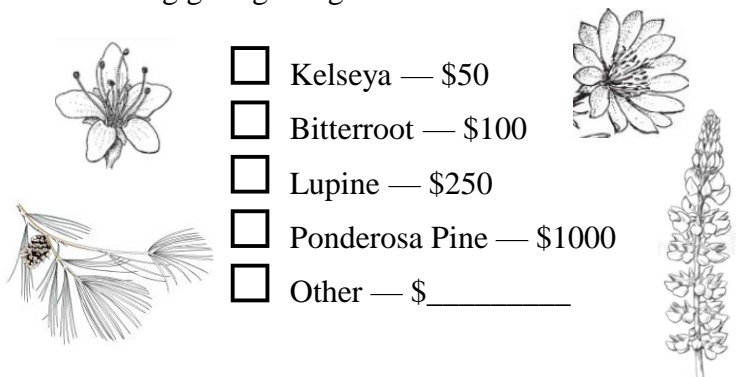 Kelseya — $50
Bitterroot — $100
Lupine — $250
Ponderosa Pine — $1000
Other — $_________